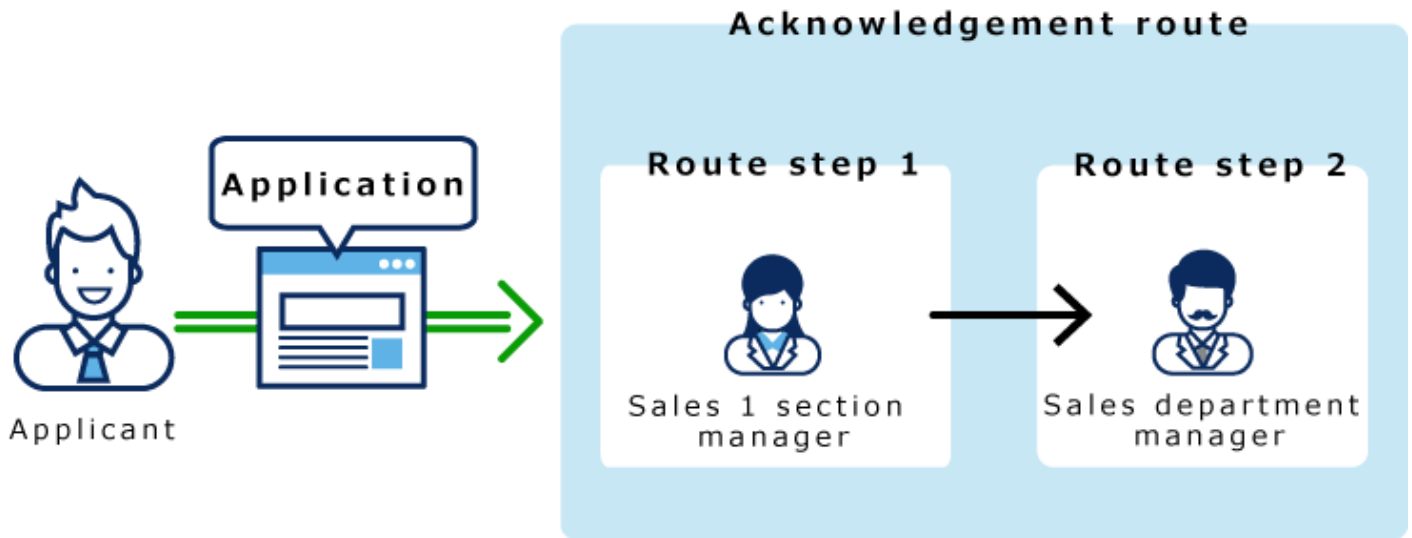 Acknowledgement route
Application
Route step 1
Route step 2
Applicant
Sales 1 section
manager
Sales department
manager